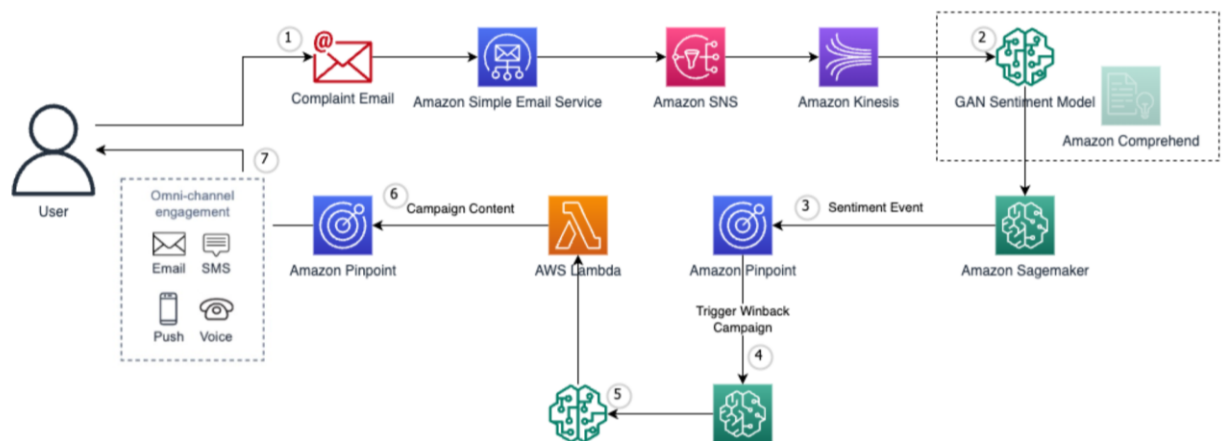 1
@
Complaint Email
Amazon Simple Email Service
Amazon SNS
Amazon Kinesis
2
GAN Sentiment Model
Amazon Comprehend
User
7
Omni-channel
engagement
Email
SMS
Push
Voice
Amazon Pinpoint
6
Campaign Content
AWS Lambda
3
Sentiment Event
Amazon Pinpoint
Amazon Sagemaker
Trigger Winback
Campaign
4
5